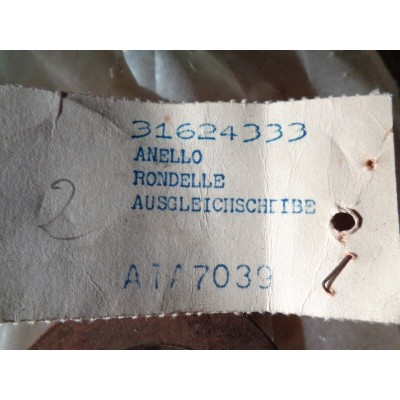 31624333
ANELLO
RONDELLE
AUSGLEICHSCHEIBE
2
ATA7039